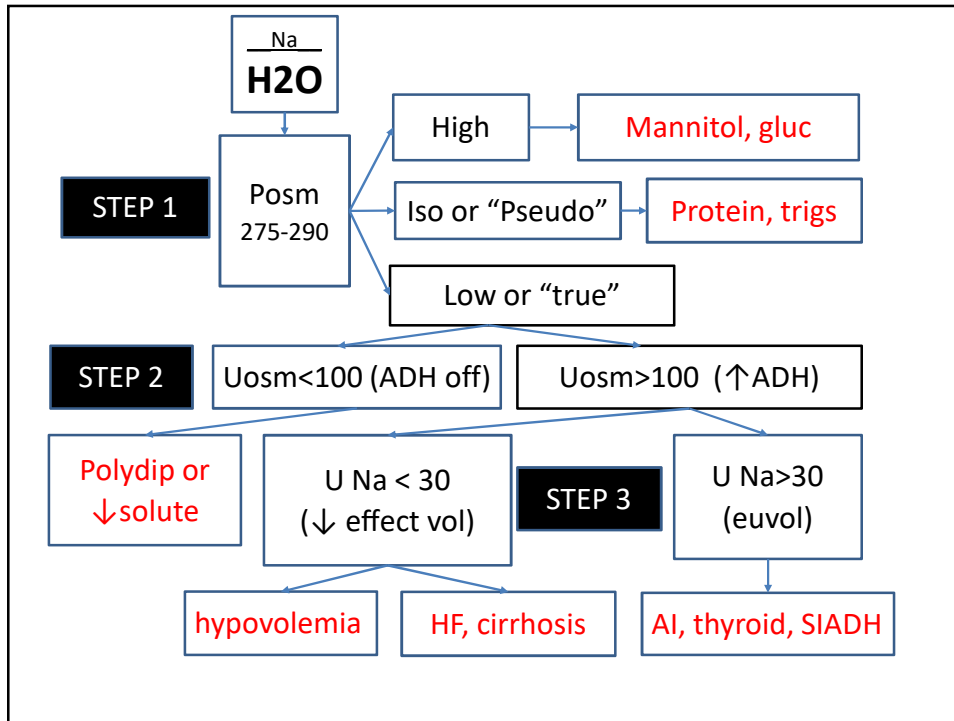 Na
H2O
High
Mannitol, gluc
STEP 1
Posm
275-290
Iso or “Pseudo”
Protein, trigs
Low or “true”
STEP 2
Uosm<100 (ADH off)
Uosm>100 (↑ADH)
Polydip or
↓solute
U Na < 30
(↓ effect vol)
STEP 3
U Na>30
(euvol)
hypovolemia
HF, cirrhosis
AI, thyroid, SIADH